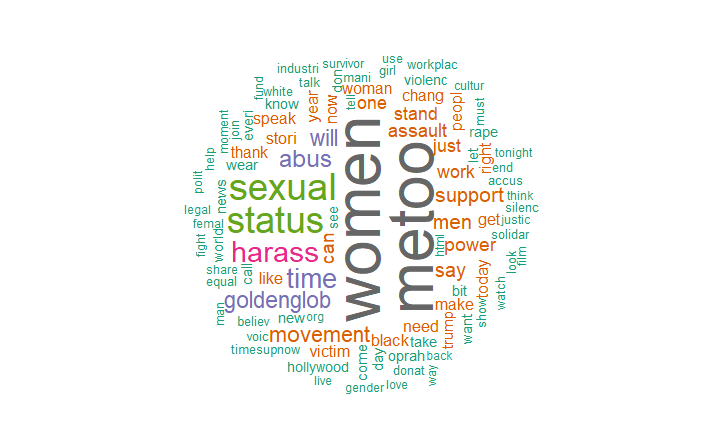 use
survivor
workplac
industri
don
mani
girl
talk
violenc
cultur
fund
white
woman
chang
peopl
must
know
year
now
tell
one
stand
everi
speak
assault
rape
moment
join
stori
will
just
let
right
tonight
help
thank
abus
work
end
accus
polit
wear
sexual
women
metoo
support
think
news
silenc
legal
status
see
men
get
justic
femal
world
can
solidar
fight
harass
html
power
film
look
share
call
like
time
say
today
equal
watch
goldenglob
bit
show
man
new
org
make
want
believ
movement
need
trump
voic
black
take
timesupnow
victim
come
day
oprah
back
hollywood
donat
way
live
gender
love